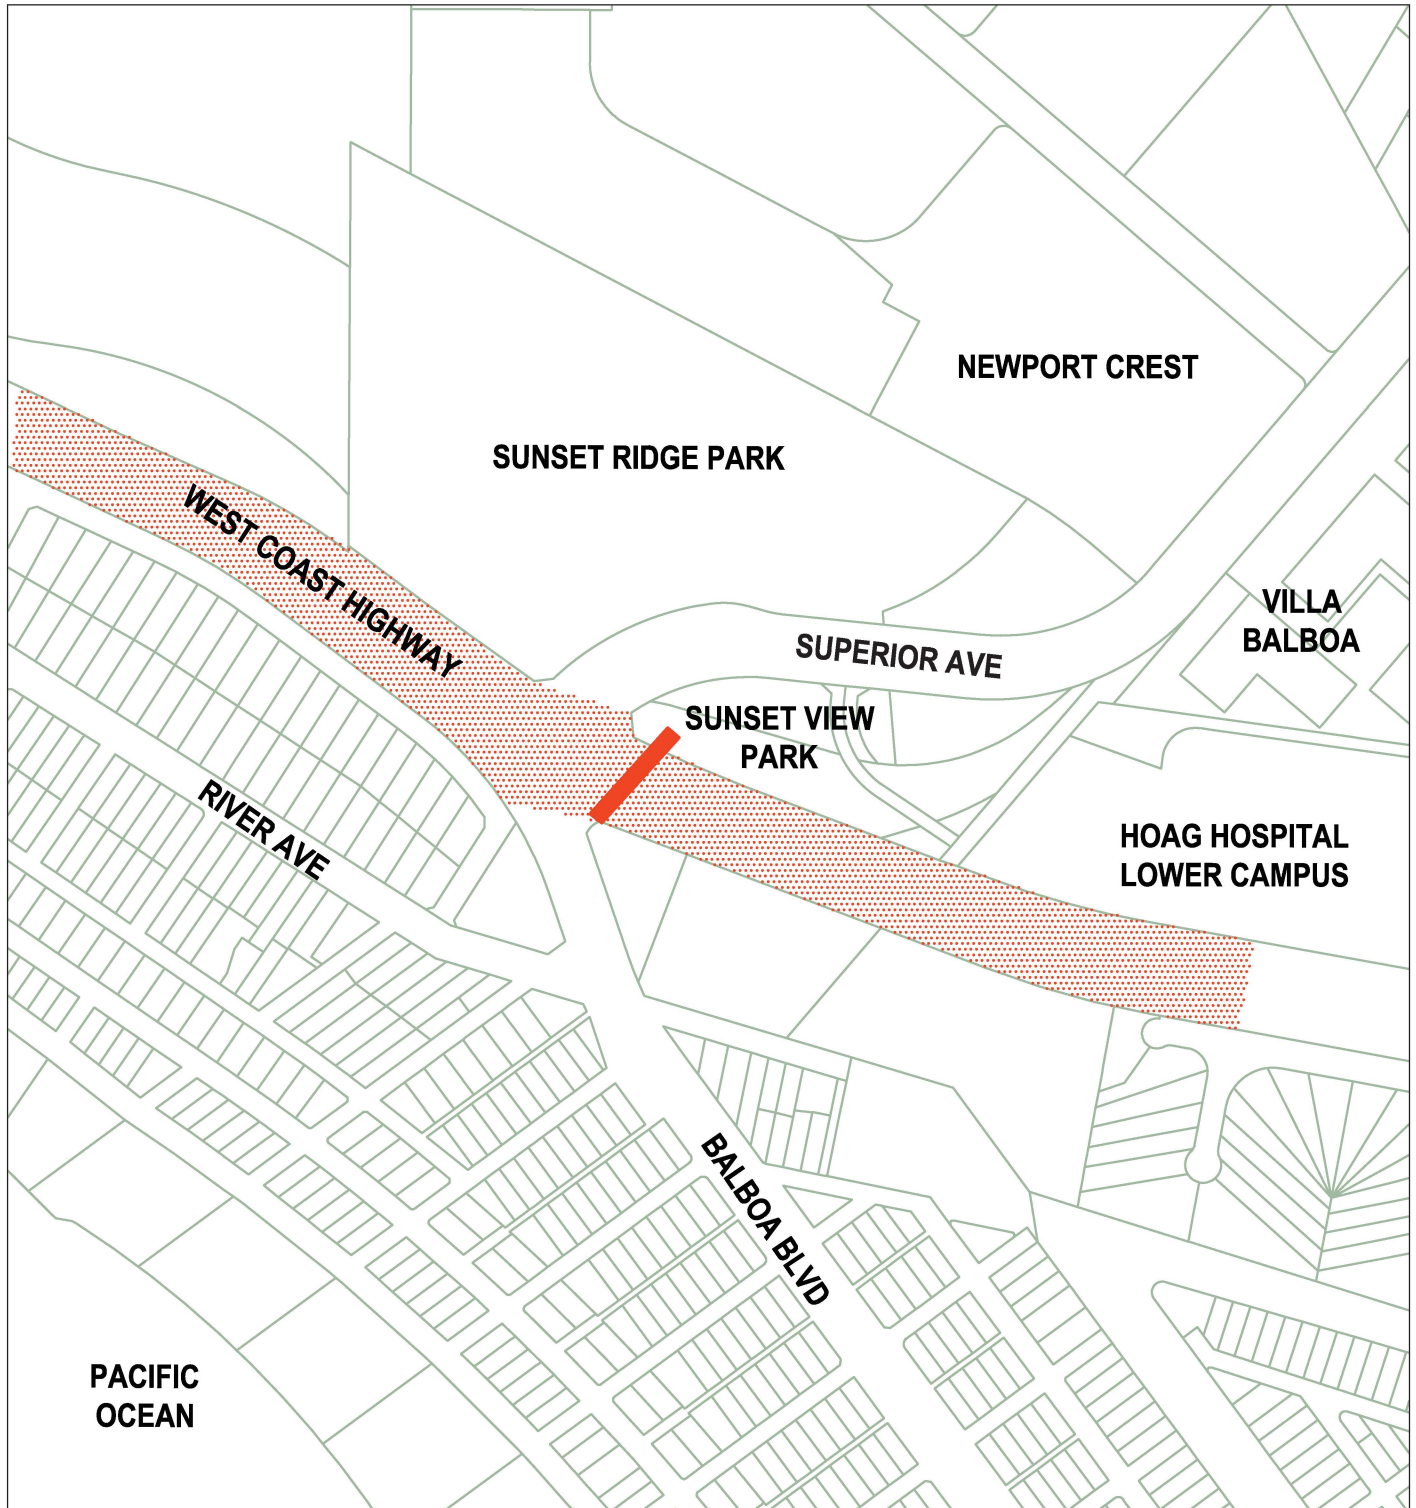 NEWPORT CREST
SUNSET RIDGE PARK
WEST COAST HIGHWAY
VILLA
BALBOA
SUPERIOR AVE
SUNSET VIEW
PARK
RIVER AVE
HOAG HOSPITAL
LOWER CAMPUS
BALBOA BLVD
PACIFIC
OCEAN